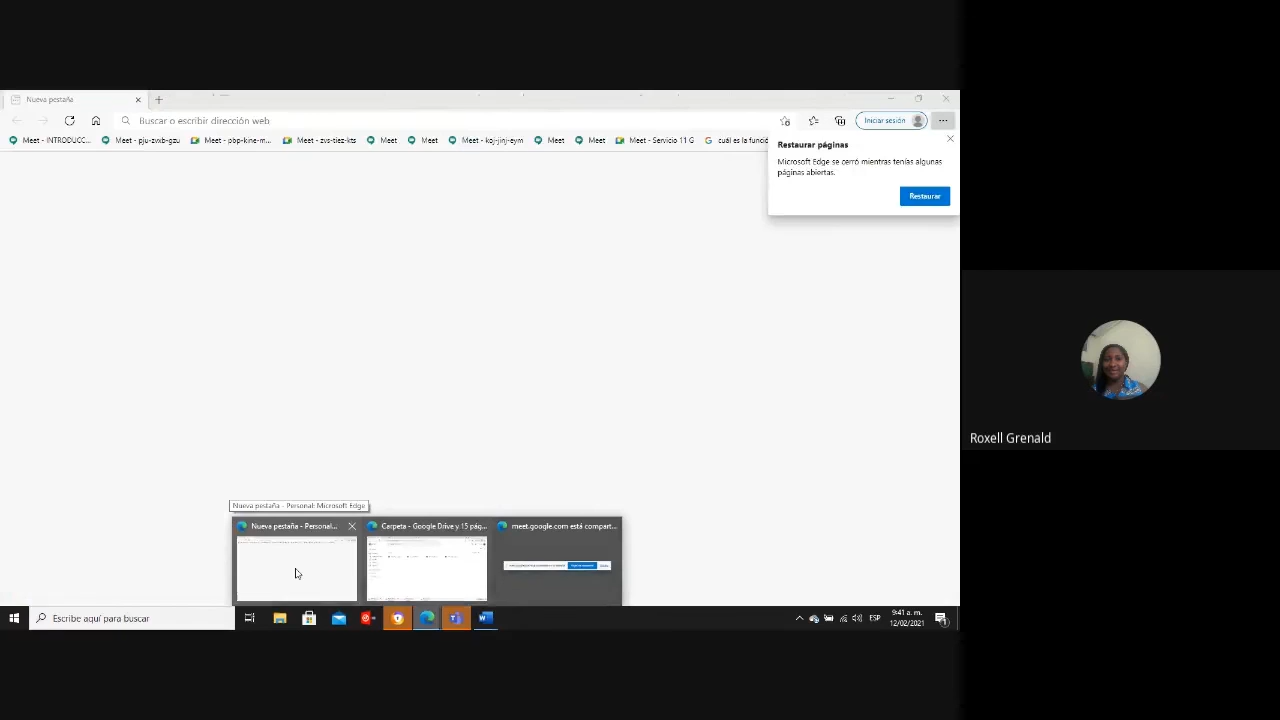 Nueva pestaña
Buscar o escribir dirección web
Iniciar sesión
Meet - INTRODUCC...
Meet - pju-zvxb-gzu
Meet - pbp-kine-m...
Meet - zvs-tiez-kts
Meet
Meet
Meet - koj-jinj-eym
Meet
Meet
Meet - Servicio 11 G
cuál es la funció
Restaurar páginas
Microsoft Edge se cerró mientras tenías algunas
páginas abiertas.
Restaurar
Roxell Grenald
Nueva pestaña - Personal: Microsoft Edge
Nueva pestaña - Personal...
Carpeta - Google Drive y 15 pág...
meet.google.com está compart...
Escribe aquí para buscar
ESP
9:41 a. m.
12/02/2021